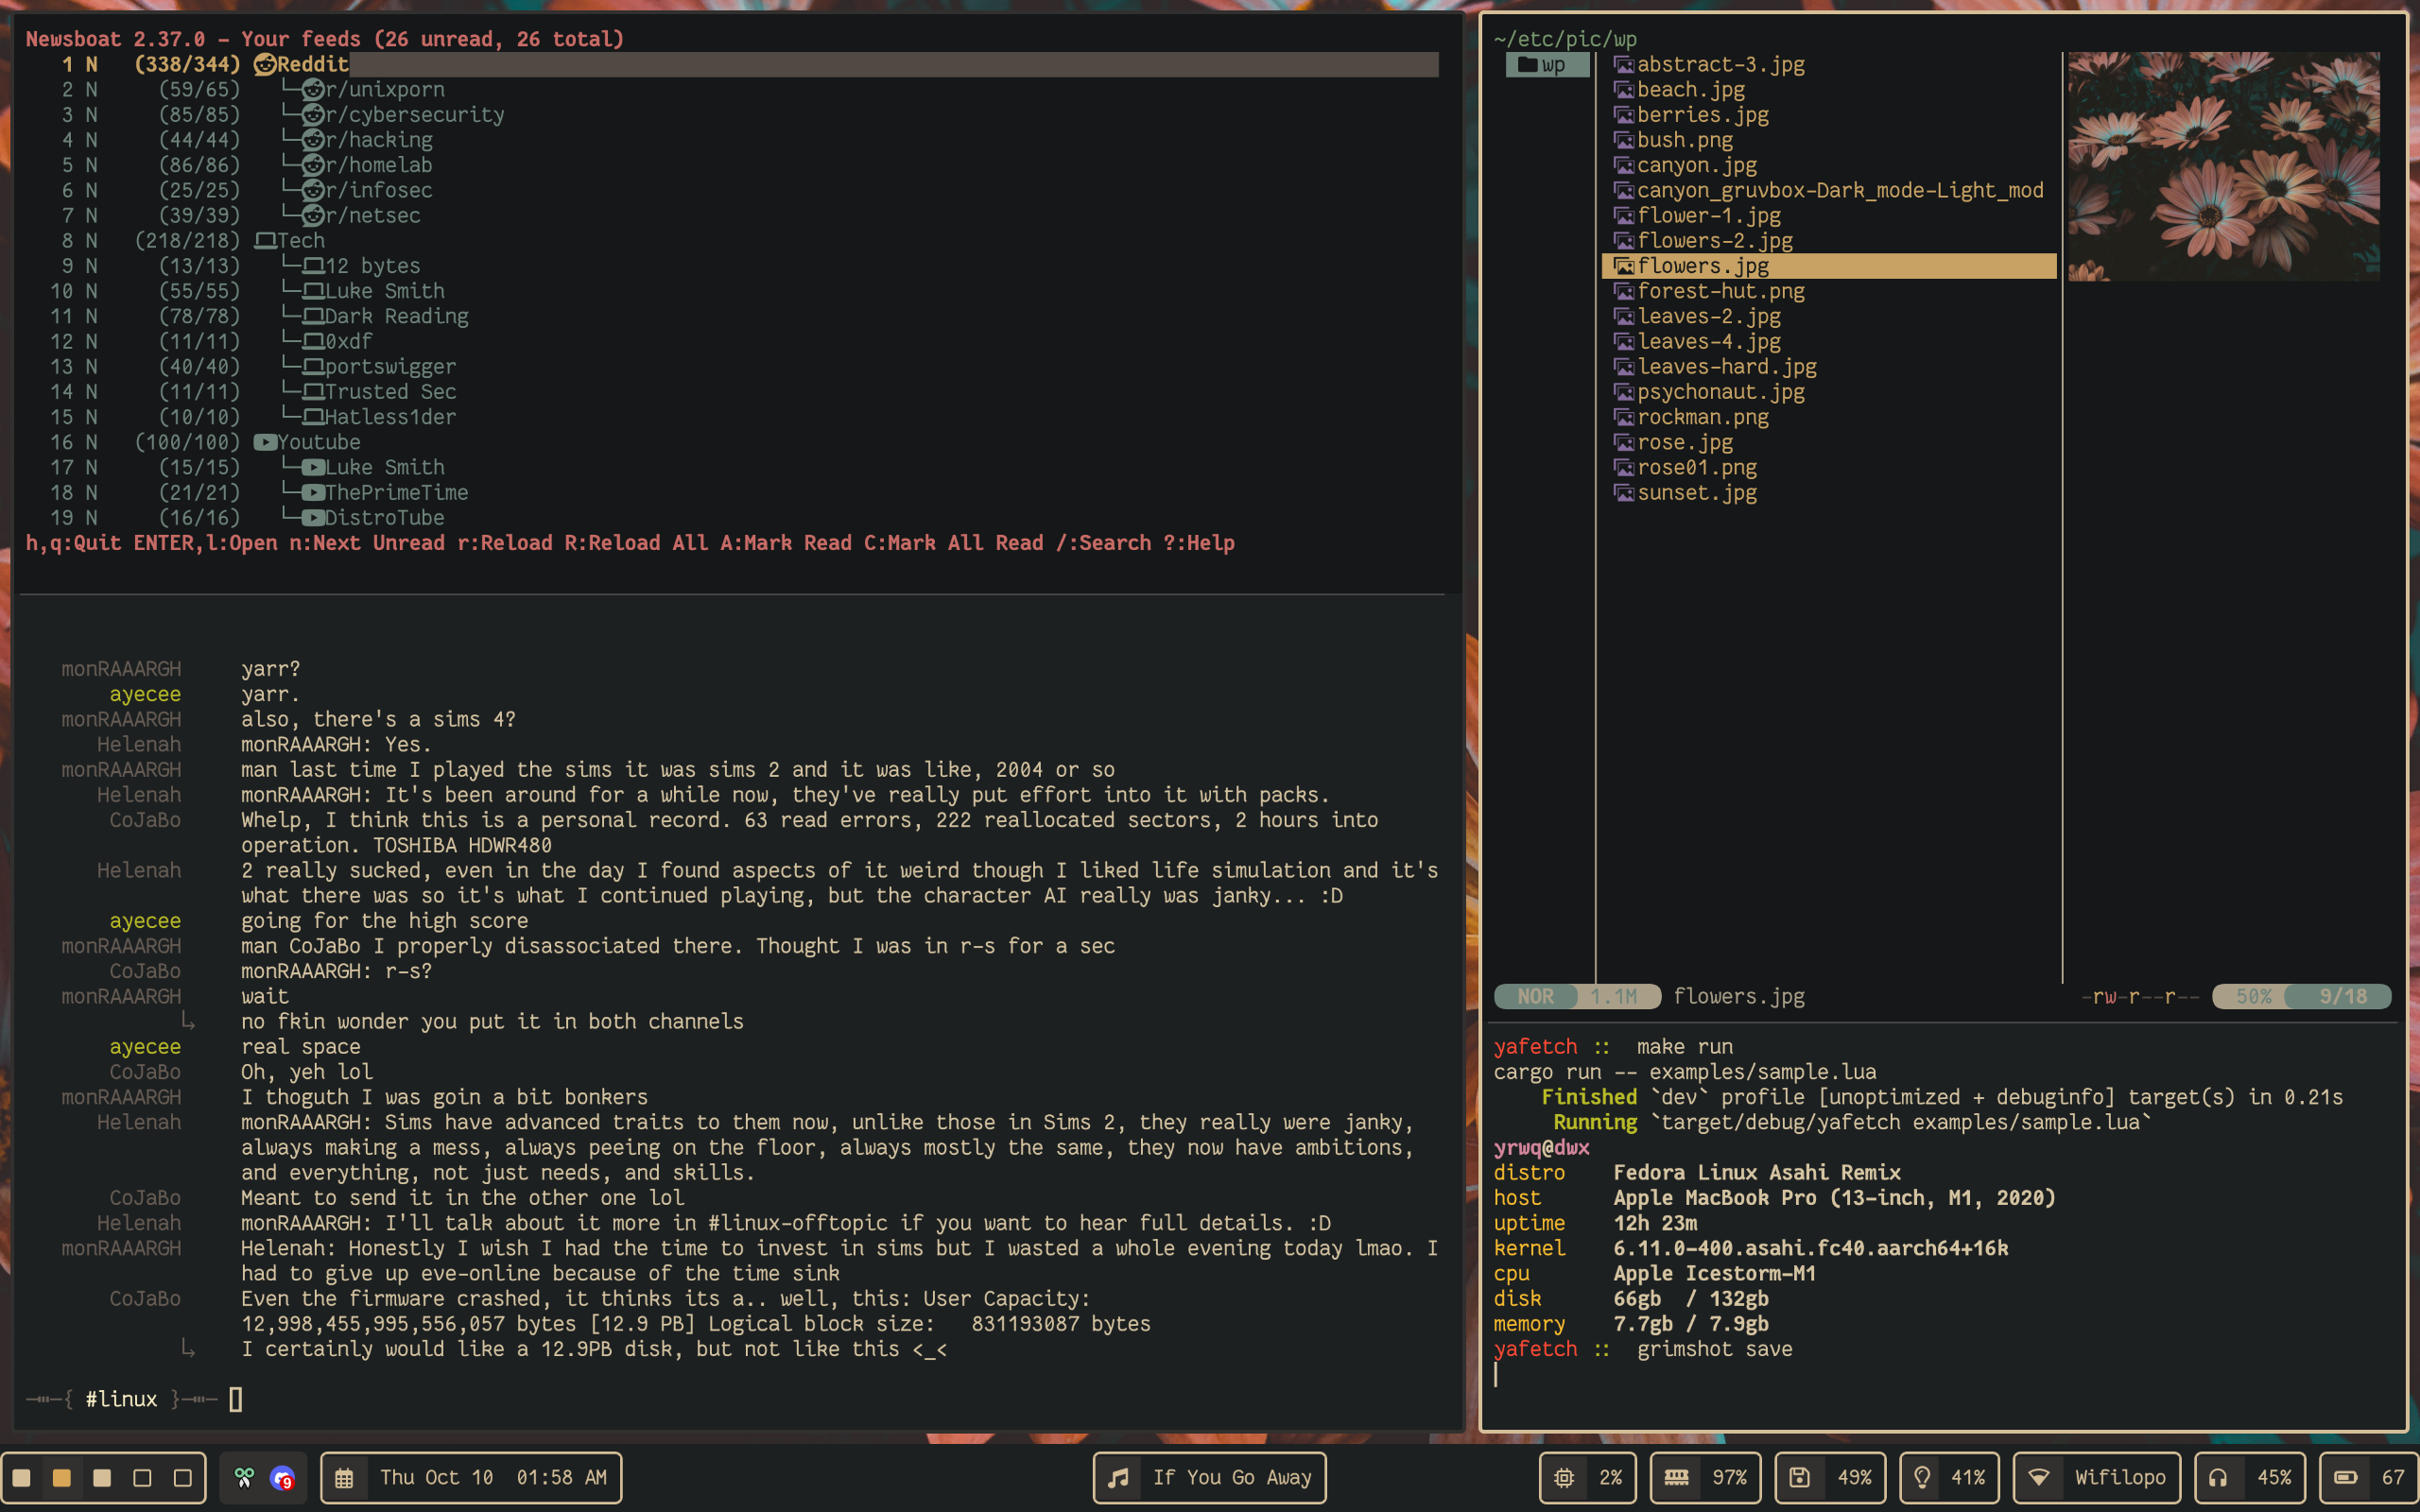 Newsboat 2.37.0 - Your feeds (26 unread, 26 total)
1 N (338/344) Reddit
2 N (59/65) r/unixporn
3 N (85/85) r/cybersecurity
4 N (44/44) r/hacking
5 N (86/86) r/homelab
6 N (25/25) r/infosec
7 N (39/39) r/netsec
8 N (218/218) Tech
9 N (13/13) 12 bytes
10 N (55/55) Luke Smith
11 N (78/78) Dark Reading
12 N (11/11) 0xdf
13 N (40/40) portswigger
14 N (11/11) Trusted Sec
15 N (10/10) Hatless1der
16 N (100/100) Youtube
17 N (15/15) Luke Smith
18 N (21/21) ThePrimeTime
19 N (16/16) DistroTube
h,q:Quit ENTER,l:Open n:Next Unread r:Reload R:Reload All A:Mark Read C:Mark All Read /:Search ?:Help
monRAAARGH yarr?
ayecee yarr.
monRAAARGH also, there's a sims 4?
Helenah monRAAARGH: Yes.
monRAAARGH man last time I played the sims it was sims 2 and it was like, 2004 or so
Helenah monRAAARGH: It's been around for a while now, they've really put effort into it with packs.
CoJaBo Whelp, I think this is a personal record. 63 read errors, 222 reallocated sectors, 2 hours into
operation. TOSHIBA HDWR480
Helenah 2 really sucked, even in the day I found aspects of it weird though I liked life simulation and it's
what there was so it's what I continued playing, but the character AI really was janky... :D
ayecee going for the high score
monRAAARGH man CoJaBo I properly disassociated there. Thought I was in r-s for a sec
CoJaBo monRAAARGH: r-s?
monRAAARGH wait
no fkin wonder you put it in both channels
ayecee real space
CoJaBo Oh, yeh lol
monRAAARGH I thoguth I was goin a bit bonkers
Helenah monRAAARGH: Sims have advanced traits to them now, unlike those in Sims 2, they really were janky,
always making a mess, always peeing on the floor, always mostly the same, they now have ambitions,
and everything, not just needs, and skills.
CoJaBo Meant to send it in the other one lol
Helenah monRAAARGH: I'll talk about it more in #linux-offtopic if you want to hear full details. :D
monRAAARGH Helenah: Honestly I wish I had the time to invest in sims but I wasted a whole evening today lmao. I
had to give up eve-online because of the time sink
CoJaBo Even the firmware crashed, it thinks its a.. well, this: User Capacity:
12,998,455,995,556,057 bytes [12.9 PB] Logical block size: 831193087 bytes
I certainly would like a 12.9PB disk, but not like this <_<
{ #linux }
~/etc/pic/wp
wp
abstract-3.jpg
beach.jpg
berries.jpg
bush.png
canyon.jpg
canyon_gruvbox-Dark_mode-Light_mod
flower-1.jpg
flowers-2.jpg
flowers.jpg
forest-hut.png
leaves-2.jpg
leaves-4.jpg
leaves-hard.jpg
psychonaut.jpg
rockman.png
rose.jpg
rose01.png
sunset.jpg
NOR 1.1M flowers.jpg -rw-r--r-- 50% 9/18
yafetch :: make run
cargo run -- examples/sample.lua
Finished `dev` profile [unoptimized + debuginfo] target(s) in 0.21s
Running `target/debug/yafetch examples/sample.lua`
yrwq@dwx
distro Fedora Linux Asahi Remix
host Apple MacBook Pro (13-inch, M1, 2020)
uptime 12h 23m
kernel 6.11.0-400.asahi.fc40.aarch64+16k
cpu Apple Icestorm-M1
disk 66gb / 132gb
memory 7.7gb / 7.9gb
yafetch :: grimshot save
9 Thu Oct 10 01:58 AM If You Go Away 2% 97% 49% 41% Wifilopo 45% 67